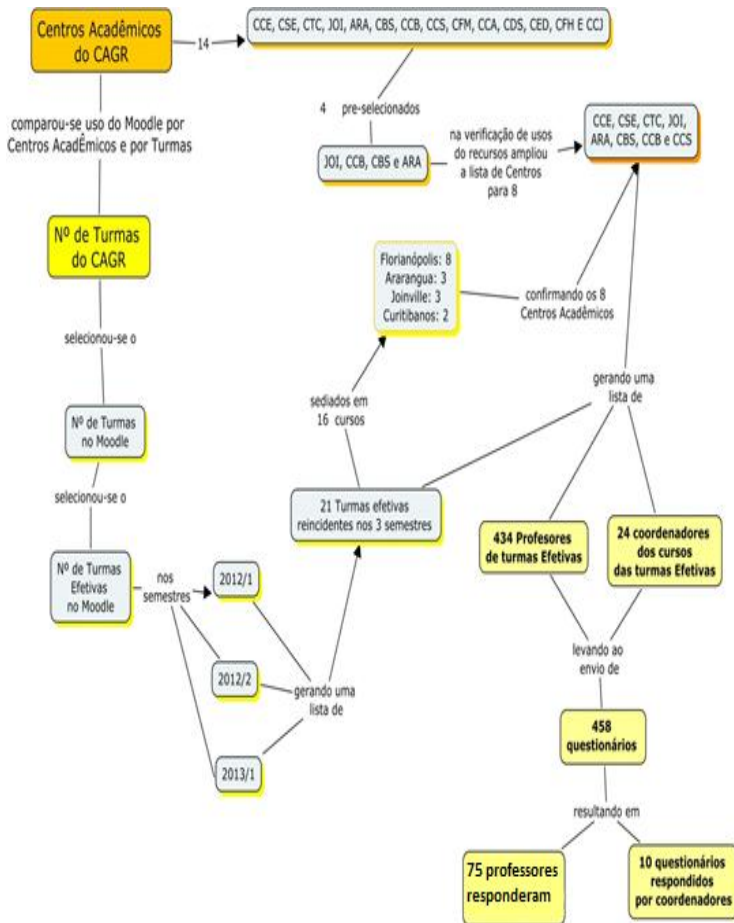 Centros Acadêmicos
do CAGR
14
CCE, CSE, CTC, JOI, ARA, CBS, CCB, CCS, CFM, CCA, CDS, CED, CFH E CCJ
comparou-se uso do Moodle por
Centros AcadÊmicos e por Turmas
4 pre-selecionados
JOI, CCB, CBS e ARA
na verificação de usos
do recursos ampliou
a lista de Centros
para 8
CCE, CSE, CTC, JOI,
ARA, CBS, CCB e CCS
Nº de Turmas
do CAGR
Florianópolis: 8
Ararangua: 3
Joinville: 3
Curitibanos: 2
confirmando os 8
Centros Acadêmicos
selecionou-se o
gerando uma
lista de
sediados em
16 cursos
Nº de Turmas
no Moodle
selecionou-se o
21 Turmas efetivas
reincidentes nos 3 semestres
434 Profesores
de turmas Efetivas
24 coordenadores
dos cursos
das turmas Efetivas
Nº de Turmas
Efetivas
no Moodle
nos
semestres
2012/1
2012/2
2013/1
gerando uma
lista de
levando ao
envio de
458
questionários
resultando em
75 professores
responderam
10 questionários
respondidos
por coordenadores